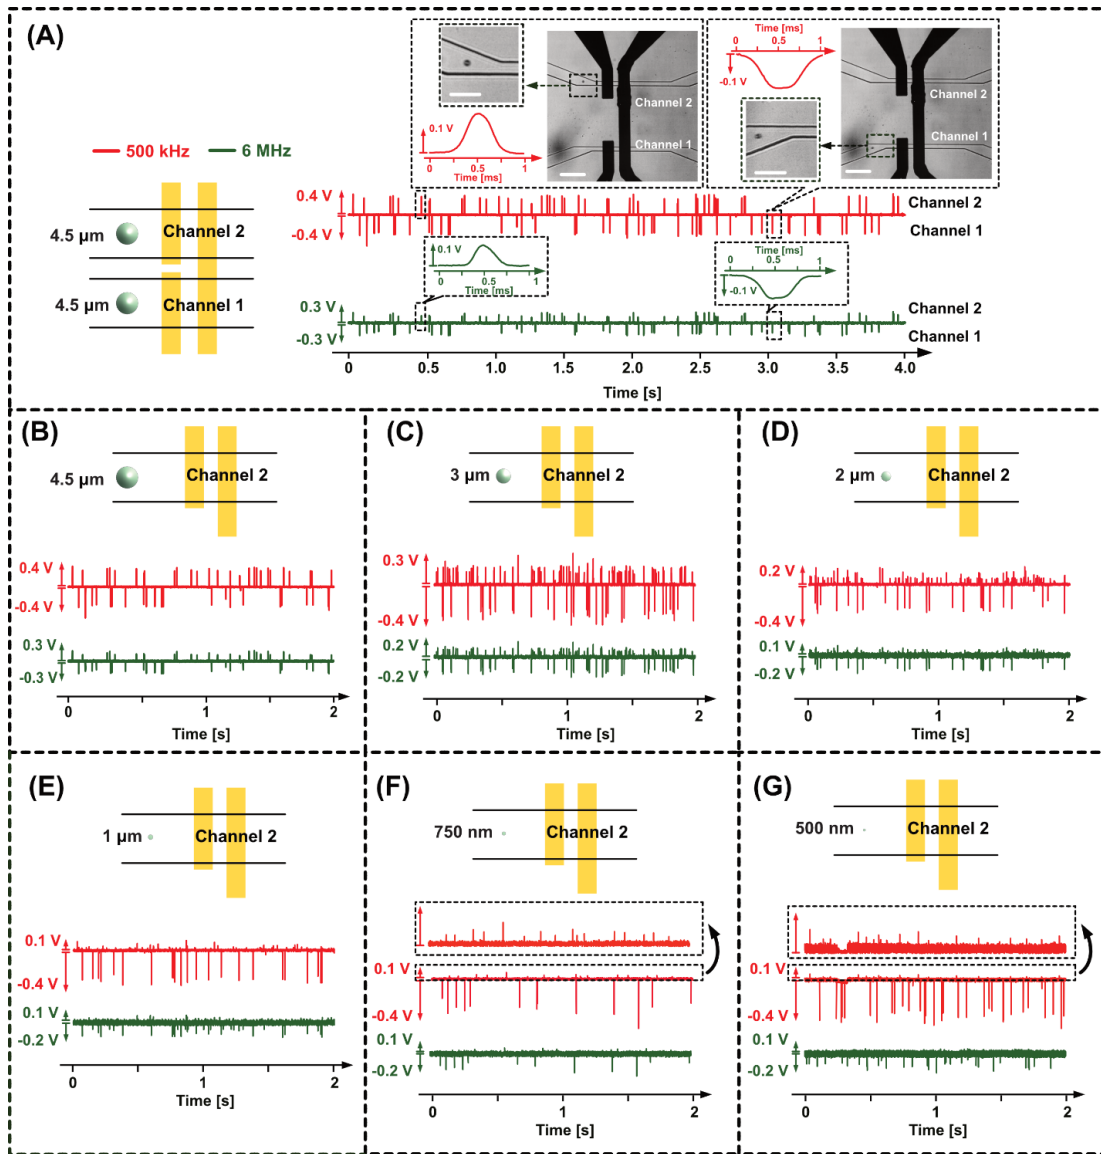 (A)
500 kHz
6 MHz
4.5 µm
Channel 2
4.5 µm
Channel 1
0.1 V
0
0.5
1
Time [ms]
Channel 2
Channel 1
Time [ms]
0
0.5
1
-0.1 V
Channel 2
Channel 1
0.4 V
-0.4 V
Channel 2
Channel 1
0.1 V
0
0.5
1
Time [ms]
Time [ms]
0
0.5
1
-0.1 V
0.3 V
-0.3 V
Channel 2
Channel 1
0 0.5 1.0 1.5 2.0 2.5 3.0 3.5 4.0
Time [s]
(B)
4.5 µm
Channel 2
0.4 V
-0.4 V
0.3 V
-0.3 V
0 1 2
Time [s]
(C)
3 µm
Channel 2
0.3 V
-0.4 V
0.2 V
-0.2 V
0 1 2
Time [s]
(D)
2 µm
Channel 2
0.2 V
-0.4 V
0.1 V
-0.2 V
0 1 2
Time [s]
(E)
1 µm
Channel 2
0.1 V
-0.4 V
0.1 V
-0.2 V
0 1 2
Time [s]
(F)
750 nm
Channel 2
0.1 V
-0.4 V
0.1 V
-0.2 V
0 1 2
Time [s]
(G)
500 nm
Channel 2
0.1 V
-0.4 V
0.1 V
-0.2 V
0 1 2
Time [s]